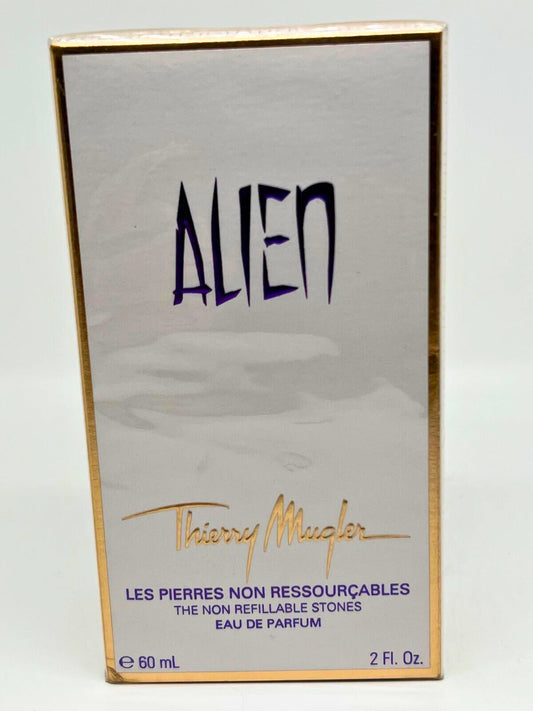 ALIEN
Thierry Mugler
LES PIERRES NON RESSOURÇABLES
THE NON REFILLABLE STONES
EAU DE PARFUM
℮ 60 mL 2 Fl. Oz.